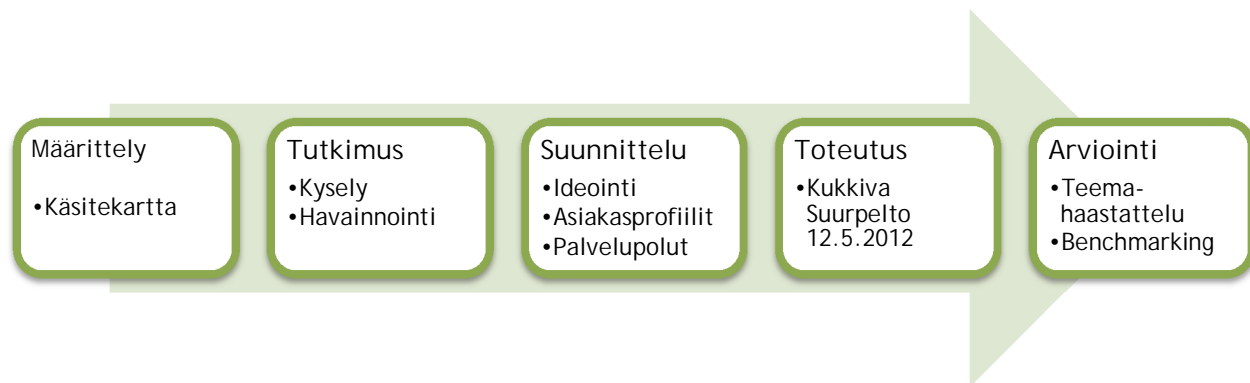 Määrittely
•Käsitekartta
Tutkimus
•Kysely
•Havainnointi
Suunnittelu
•Ideointi
•Asiakasprofiilit
•Palvelupolut
Toteutus
•Kukkiva
Suurpelto
12.5.2012
Arviointi
•Teema-
haastattelu
•Benchmarking